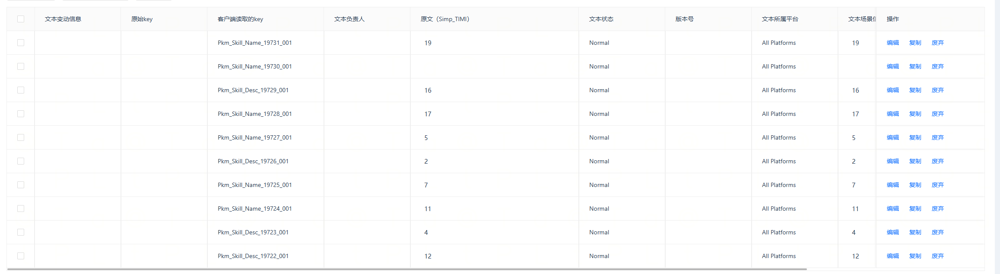 文本变动信息 原始key 客户端读取的key 文本负责人 原文（Simp_TIMI） 文本状态 版本号 文本所属平台 文本场景信 操作
Pkm_Skill_Name_19731_001 19 Normal All Platforms 19 编辑 复制 废弃
Pkm_Skill_Name_19730_001 Normal All Platforms 编辑 复制 废弃
Pkm_Skill_Desc_19729_001 16 Normal All Platforms 16 编辑 复制 废弃
Pkm_Skill_Name_19728_001 17 Normal All Platforms 17 编辑 复制 废弃
Pkm_Skill_Name_19727_001 5 Normal All Platforms 5 编辑 复制 废弃
Pkm_Skill_Desc_19726_001 2 Normal All Platforms 2 编辑 复制 废弃
Pkm_Skill_Name_19725_001 7 Normal All Platforms 7 编辑 复制 废弃
Pkm_Skill_Name_19724_001 11 Normal All Platforms 11 编辑 复制 废弃
Pkm_Skill_Desc_19723_001 4 Normal All Platforms 4 编辑 复制 废弃
Pkm_Skill_Desc_19722_001 12 Normal All Platforms 12 编辑 复制 废弃